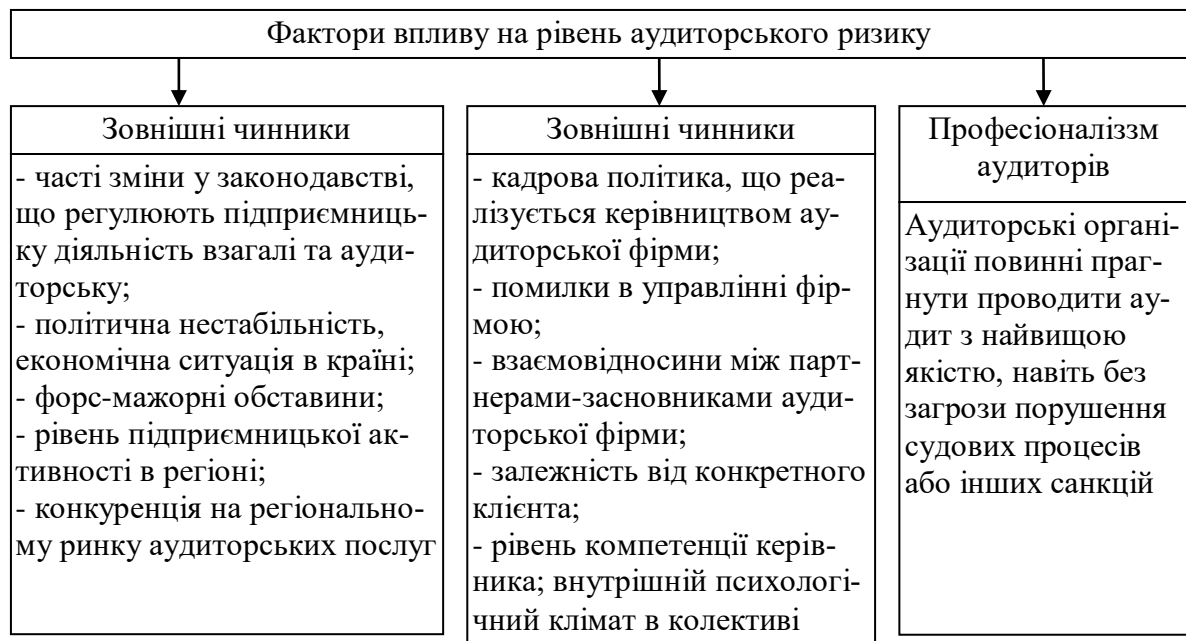 Фактори впливу на рівень аудиторського ризику
Зовнішні чинники
- часті зміни у законодавстві,
що регулюють підприємниць-
ку діяльність взагалі та ауди-
торську;
- політична нестабільність,
економічна ситуація в країні;
- форс-мажорні обставини;
- рівень підприємницької ак-
тивності в регіоні;
- конкуренція на регіонально-
му ринку аудиторських послуг
Зовнішні чинники
- кадрова політика, що реа-
лізується керівництвом ау-
диторської фірми;
- помилки в управлінні фір-
мою;
- взаємовідносини між парт-
нерами-засновниками ауди-
торської фірми;
- залежність від конкретного
клієнта;
- рівень компетенції керів-
ника; внутрішній психологі-
чний клімат в колективі
Професіоналіззм
аудиторів
Аудиторські органі-
зації повинні праг-
нути проводити ау-
дит з найвищою
якістю, навіть без
загрози порушення
судових процесів
або інших санкцій